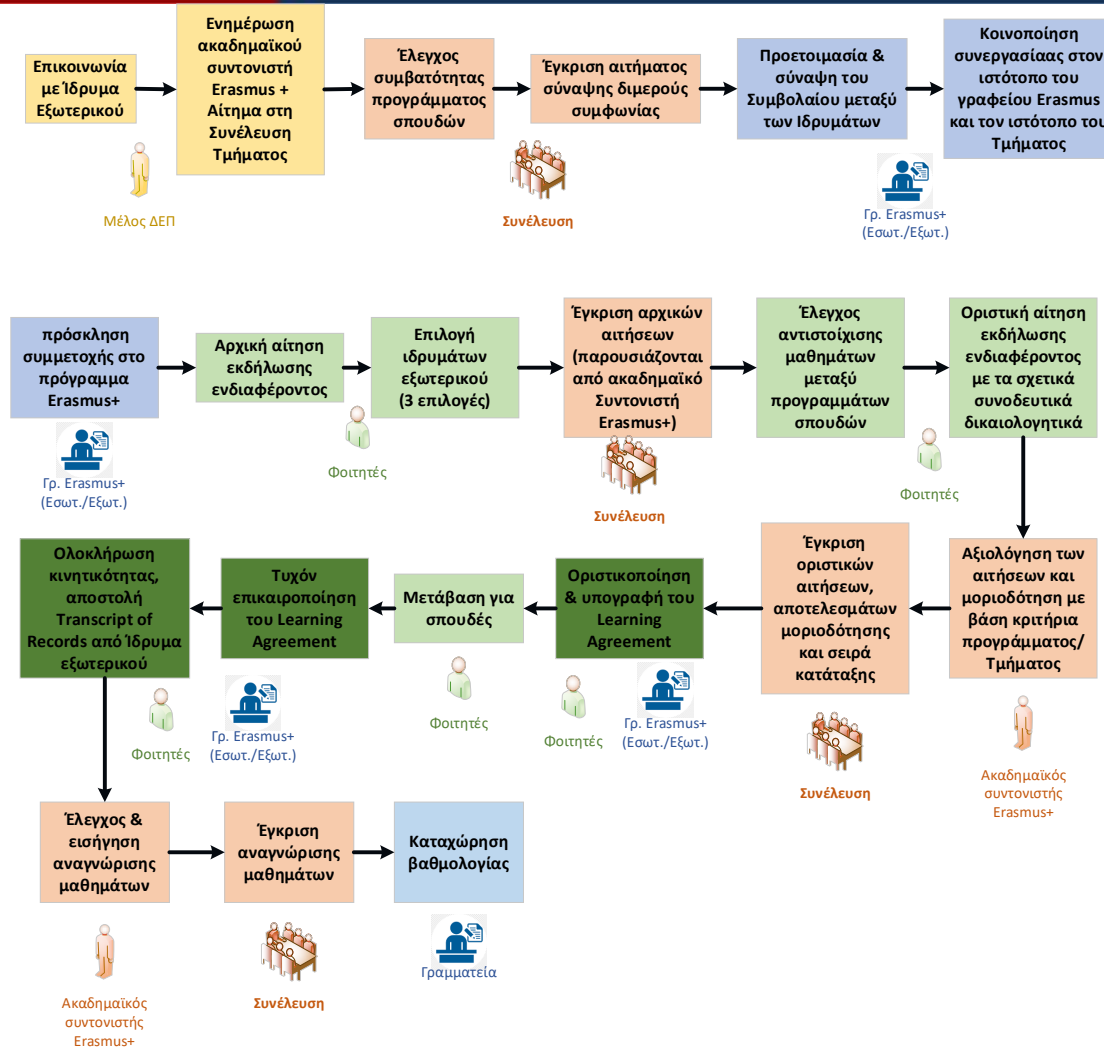 Επικοινωνία
με Ίδρυμα
Εξωτερικού
Ενημέρωση
ακαδημαϊκού
συντονιστή
Erasmus +
Αίτημα στη
Συνέλευση
Τμήματος
Έλεγχος
συμβατότητας
προγράμματος
σπουδών
Έγκριση αιτήματος
σύναψης διμερούς
συμφωνίας
Προετοιμασία &
σύναψη του
Συμβολαίου μεταξύ
των Ιδρυμάτων
Κοινοποίηση
συνεργασίαας στον
ιστότοπο του
γραφείου Erasmus
και τον ιστότοπο του
Τμήματος
Μέλος ΔΕΠ
Συνέλευση
Γρ. Erasmus+
(Εσωτ./Εξωτ.)
πρόσκληση
συμμετοχής στο
πρόγραμμα
Erasmus+
Αρχική αίτηση
εκδήλωσης
ενδιαφέροντος
Επιλογή
ιδρυμάτων
εξωτερικού
(3 επιλογές)
Έγκριση αρχικών
αιτήσεων
(παρουσιάζονται
από ακαδημαϊκό
Συντονιστή
Erasmus+)
Έλεγχος
αντιστοίχισης
μαθημάτων
μεταξύ
προγραμμάτων
σπουδών
Οριστική αίτηση
εκδήλωσης
ενδιαφέροντος
με τα σχετικά
συνοδευτικά
δικαιολογητικά
Γρ. Erasmus+
(Εσωτ./Εξωτ.)
Φοιτητές
Συνέλευση
Φοιτητές
Ολοκλήρωση
κινητικότητας,
αποστολή
Transcript of
Records από Ίδρυμα
εξωτερικού
Τυχόν
επικαιροποίηση
του Learning
Agreement
Μετάβαση για
σπουδές
Οριστικοποίηση
& υπογραφή του
Learning
Agreement
Έγκριση
οριστικών
αιτήσεων,
αποτελεσμάτων
μοριοδότησης
και σειρά
κατάταξης
Αξιολόγηση των
αιτήσεων και
μοριοδότηση με
βάση κριτήρια
προγράμματος/
Τμήματος
Φοιτητές
Γρ. Erasmus+
(Εσωτ./Εξωτ.)
Φοιτητές
Φοιτητές
Γρ. Erasmus+
(Εσωτ./Εξωτ.)
Συνέλευση
Ακαδημαϊκός
συντονιστής
Erasmus+
Έλεγχος &
εισήγηση
αναγνώρισης
μαθημάτων
Έγκριση
αναγνώρισης
μαθημάτων
Καταχώρηση
βαθμολογίας
Ακαδημαϊκός
συντονιστής
Erasmus+
Συνέλευση
Γραμματεία